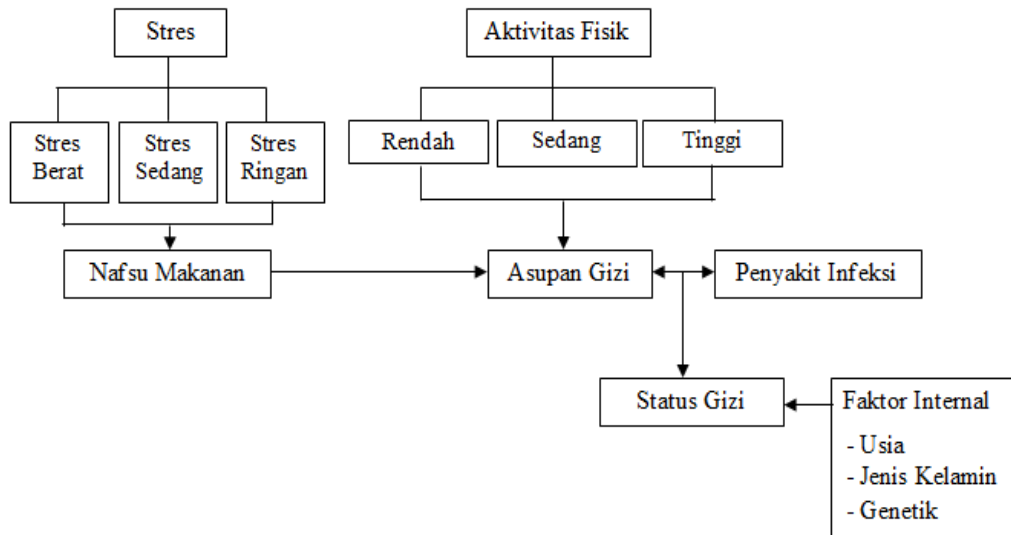 Stres
Aktivitas Fisik
Stres
Berat
Stres
Sedang
Stres
Ringan
Rendah
Sedang
Tinggi
Nafsu Makanan
Asupan Gizi
Penyakit Infeksi
Status Gizi
Faktor Internal
- Usia
- Jenis Kelamin
- Genetik